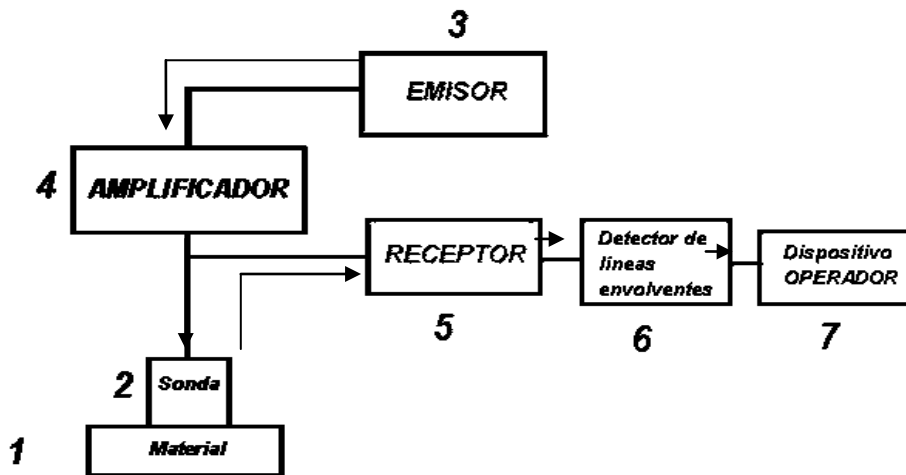 3
EMISOR
4
AMPLIFICADOR
RECEPTOR
5
Detector de
lineas
envolventes
6
Dispositivo
OPERADOR
7
2
Sonda
1
Material